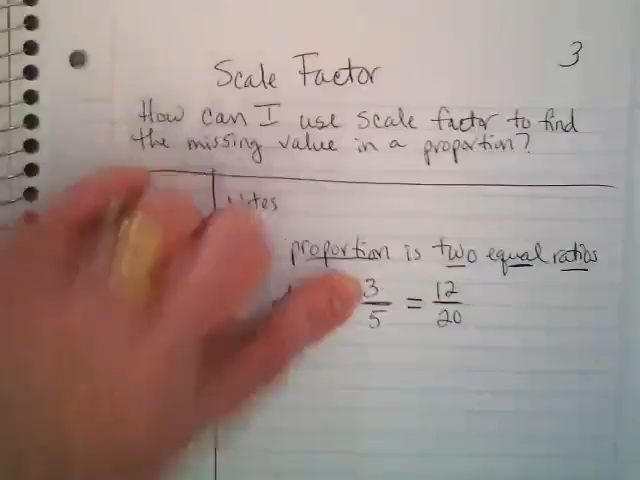 3
Scale Factor
How can I use scale factor to find
the missing value in a proportion?
Notes
proportion is two equal ratios
3/5 = 12/20